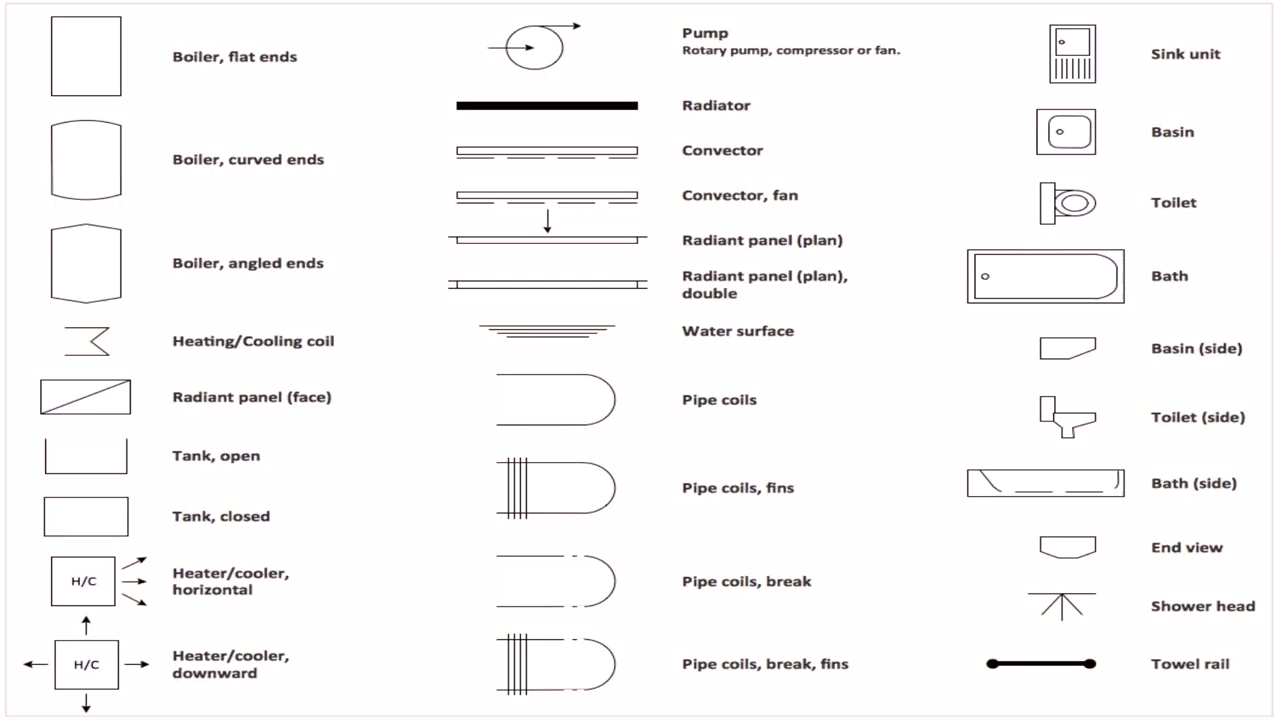 Boiler, flat ends
Boiler, curved ends
Boiler, angled ends
Heating/Cooling coil
Radiant panel (face)
Tank, open
Tank, closed
H/C
Heater/cooler,
horizontal
H/C
Heater/cooler,
downward
Pump
Rotary pump, compressor or fan.
Radiator
Convector
Convector, fan
Radiant panel (plan)
Radiant panel (plan),
double
Water surface
Pipe coils
Pipe coils, fins
Pipe coils, break
Pipe coils, break, fins
Sink unit
Basin
Toilet
Bath
Basin (side)
Toilet (side)
Bath (side)
End view
Shower head
Towel rail